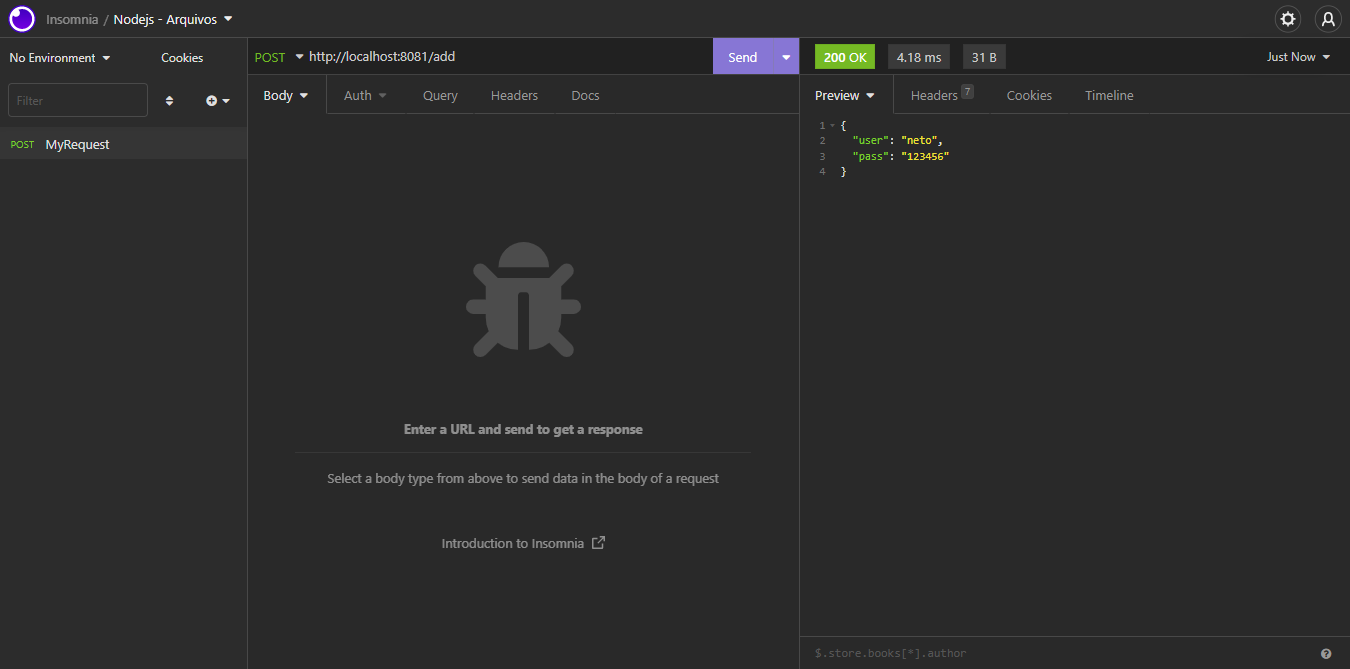 Insomnia / Nodejs - Arquivos
No Environment
Cookies
Filter
POST MyRequest
POST http://localhost:8081/add
Send
Body
Auth
Query
Headers
Docs
Enter a URL and send to get a response
Select a body type from above to send data in the body of a request
Introduction to Insomnia
200 OK
4.18 ms
31 B
Just Now
Preview
Headers 7
Cookies
Timeline
1 {
2 "user": "neto",
3 "pass": "123456"
4 }
$.store.books[*].author
?